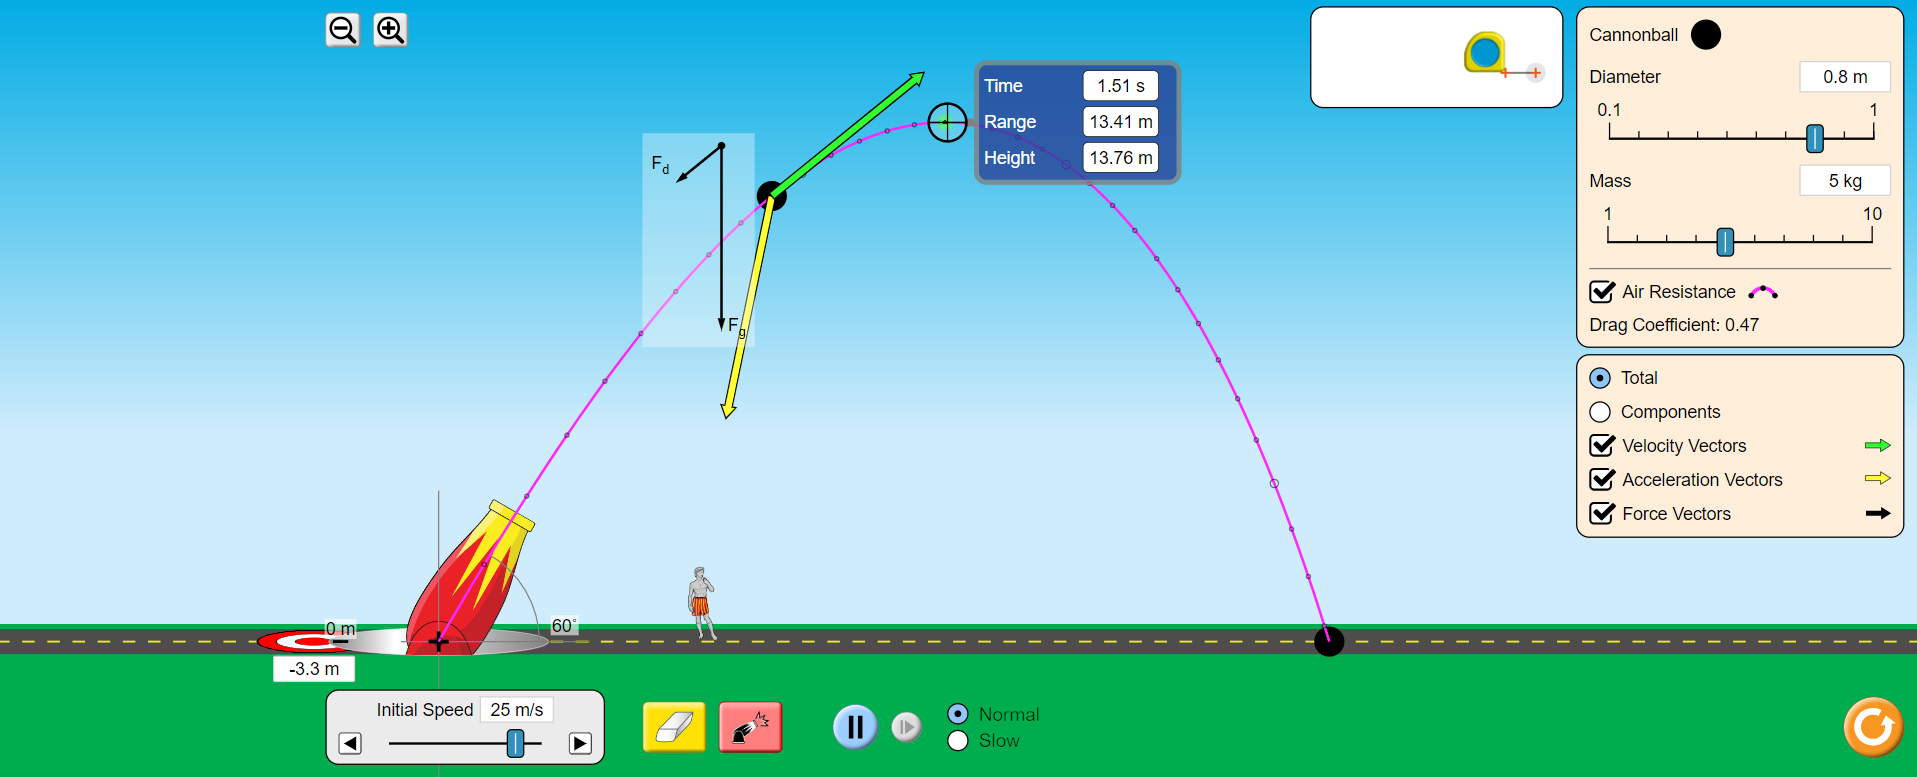 Time 1.51 s
Range 13.41 m
Height 13.76 m
Fd
Fg
0 m
-3.3 m
60°
Initial Speed 25 m/s
Normal
Slow
Cannonball
Diameter 0.8 m
0.1 1
Mass 5 kg
1 10
Air Resistance
Drag Coefficient: 0.47
Total
Components
Velocity Vectors
Acceleration Vectors
Force Vectors